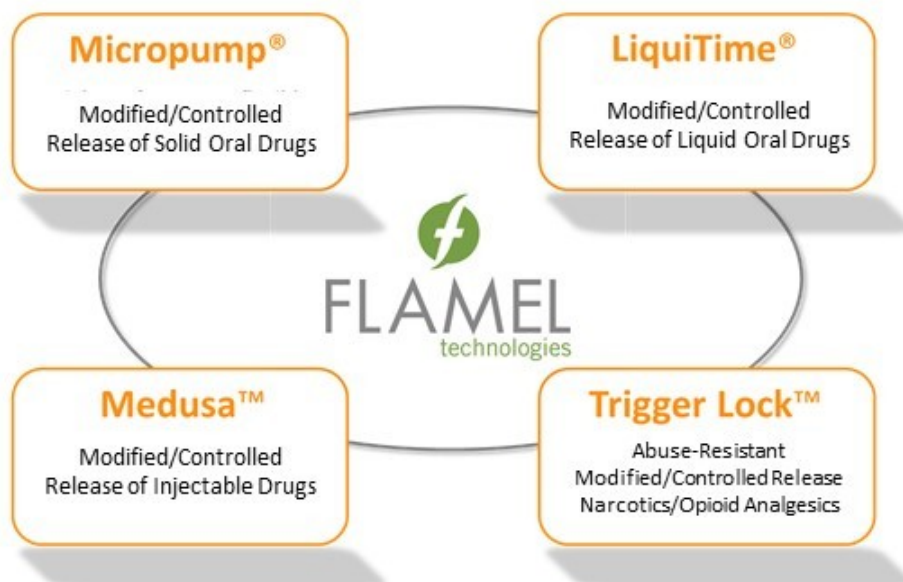 Micropump®
Modified/Controlled
Release of Solid Oral Drugs
LiquiTime®
Modified/Controlled
Release of Liquid Oral Drugs
FLAMEL
technologies
Medusa™
Modified/Controlled
Release of Injectable Drugs
Trigger Lock™
Abuse-Resistant
Modified/Controlled Release
Narcotics/Opioid Analgesics